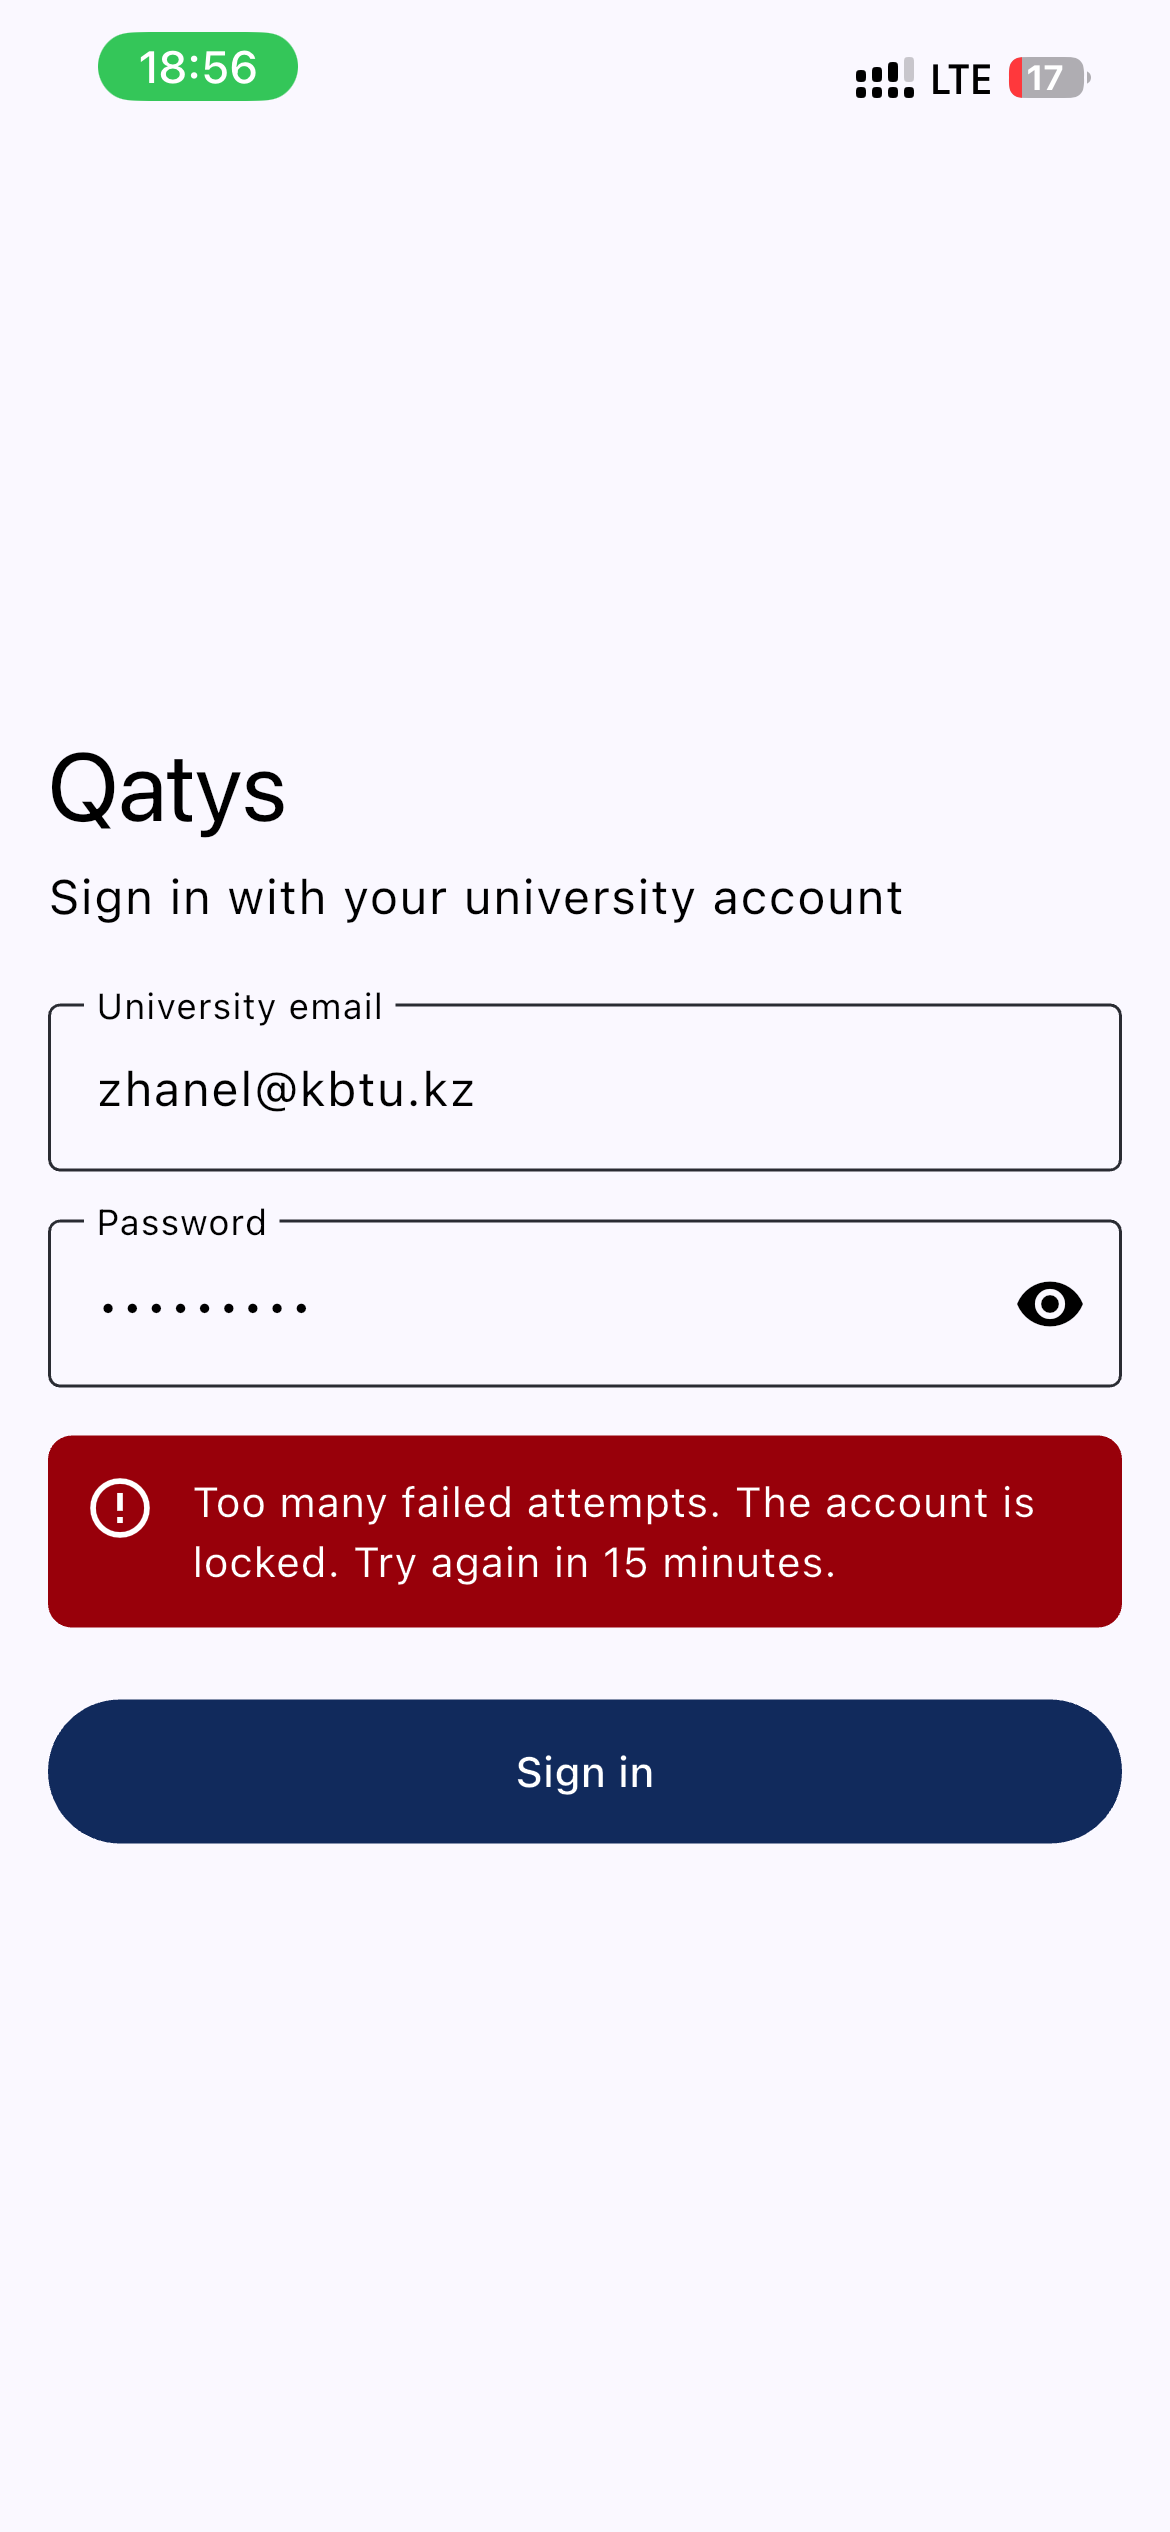 18:56
LTE 17
Qatys
Sign in with your university account
University email
zhanel@kbtu.kz
Password
Too many failed attempts. The account is
locked. Try again in 15 minutes.
Sign in